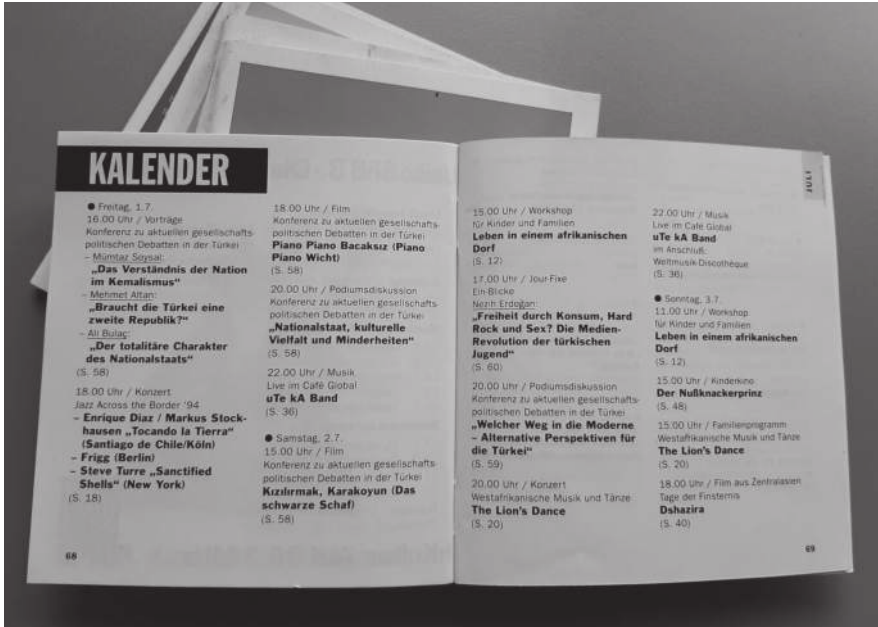 KALENDER
● Freitag, 1.7.
16.00 Uhr / Vorträge
Konferenz zu aktuellen gesellschafts-
politischen Debatten in der Türkei
– Mümtaz Soysal:
„Das Verständnis der Nation
im Kemalismus“
– Mehmet Altan:
„Braucht die Türkei eine
zweite Republik?“
– Ali Bulaç:
„Der totalitäre Charakter
des Nationalstaats“
(S. 58)
18.00 Uhr / Konzert
Jazz Across the Border '94
– Enrique Diaz / Markus Stock-
hausen „Tocando la Tierra“
(Santiago de Chile/Köln)
– Frigg (Berlin)
– Steve Turre „Sanctified
Shells“ (New York)
(S. 18)
68
18.00 Uhr / Film
Konferenz zu aktuellen gesellschafts-
politischen Debatten in der Türkei
Piano Piano Bacaksız (Piano
Piano Wicht)
(S. 58)
20.00 Uhr / Podiumsdiskussion
Konferenz zu aktuellen gesellschafts-
politischen Debatten in der Türkei
„Nationalstaat, kulturelle
Vielfalt und Minderheiten“
(S. 58)
22.00 Uhr / Musik
Live im Café Global
uTe kA Band
(S. 36)
● Samstag, 2.7.
15.00 Uhr / Film
Konferenz zu aktuellen gesellschafts-
politischen Debatten in der Türkei
Kızılırmak, Karakoyun (Das
schwarze Schaf)
(S. 58)
15.00 Uhr / Workshop
für Kinder und Familien
Leben in einem afrikanischen
Dorf
(S. 12)
17.00 Uhr / Jour-Fixe
Ein-Blicke
Nezih Erdoğan:
„Freiheit durch Konsum, Hard
Rock und Sex? Die Medien-
Revolution der türkischen
Jugend“
(S. 60)
20.00 Uhr / Podiumsdiskussion
Konferenz zu aktuellen gesellschafts-
politischen Debatten in der Türkei
„Welcher Weg in die Moderne
– Alternative Perspektiven für
die Türkei“
(S. 59)
20.00 Uhr / Konzert
Westafrikanische Musik und Tänze
The Lion's Dance
(S. 20)
22.00 Uhr / Musik
Live im Café Global
uTe kA Band
im Anschluß:
Weltmusik-Discothèque
(S. 36)
● Sonntag, 3.7.
11.00 Uhr / Workshop
für Kinder und Familien
Leben in einem afrikanischen
Dorf
(S. 12)
15.00 Uhr / Kinderkino
Der Nußknackerprinz
(S. 48)
15.00 Uhr / Familienprogramm
Westafrikanische Musik und Tänze
The Lion's Dance
(S. 20)
18.00 Uhr / Film aus Zentralasien
Tage der Finsternis
Dshazira
(S. 40)
69
JULI